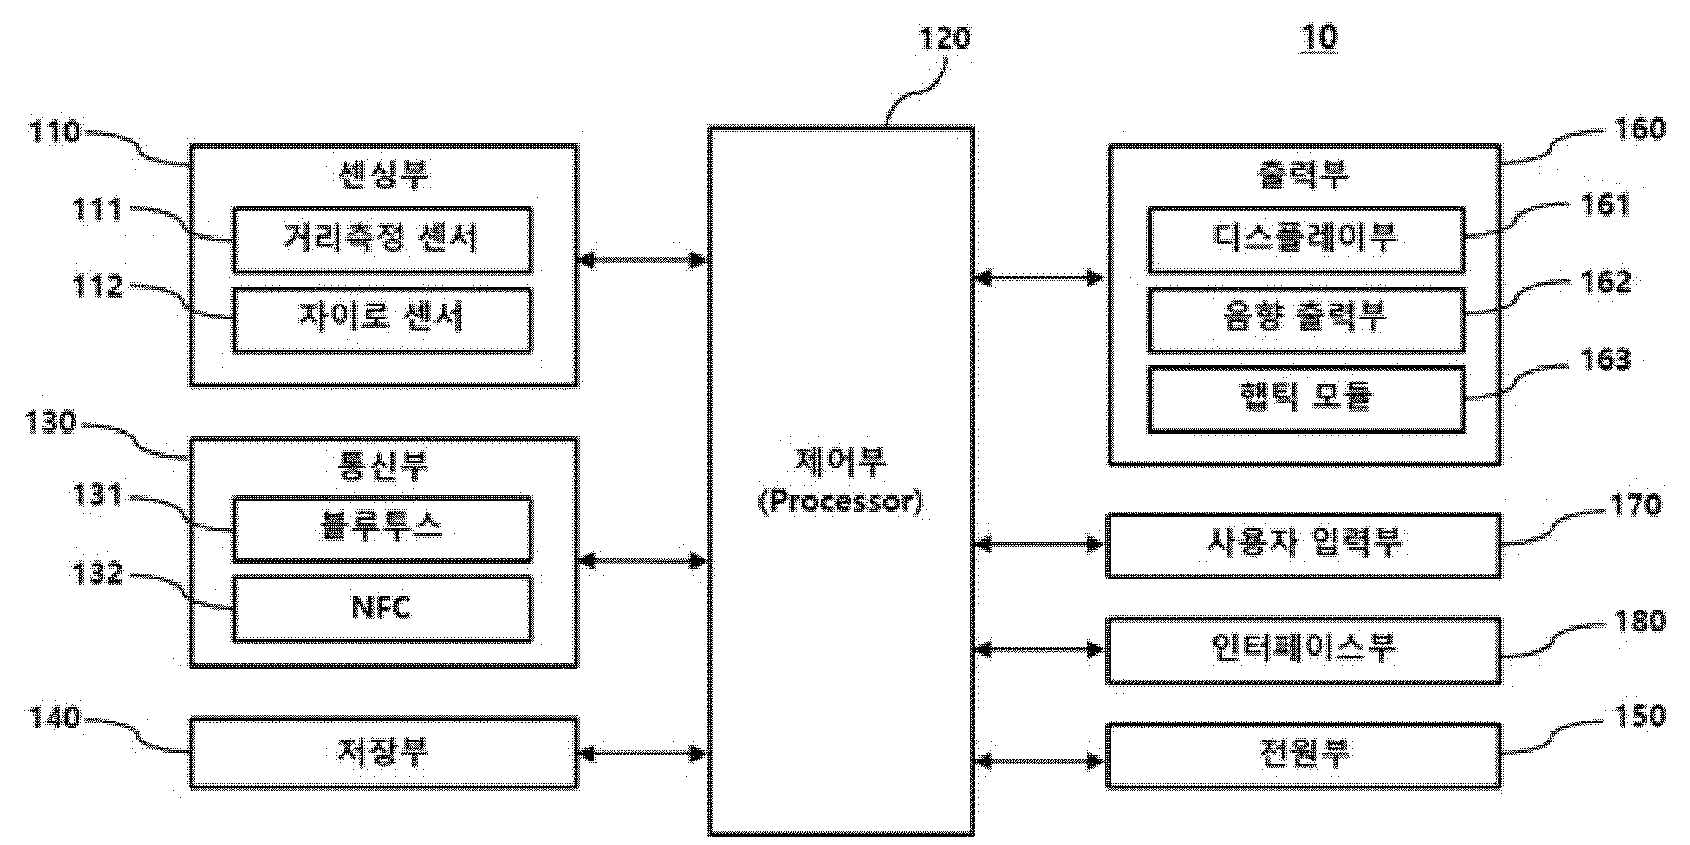 10
120
110
센싱부
111
거리측정 센서
112
자이로 센서
130
통신부
131
블루투스
132
NFC
140
저장부
제어부
(Processor)
160
출력부
161
디스플레이부
162
음향 출력부
163
햅틱 모듈
170
사용자 입력부
180
인터페이스부
150
전원부